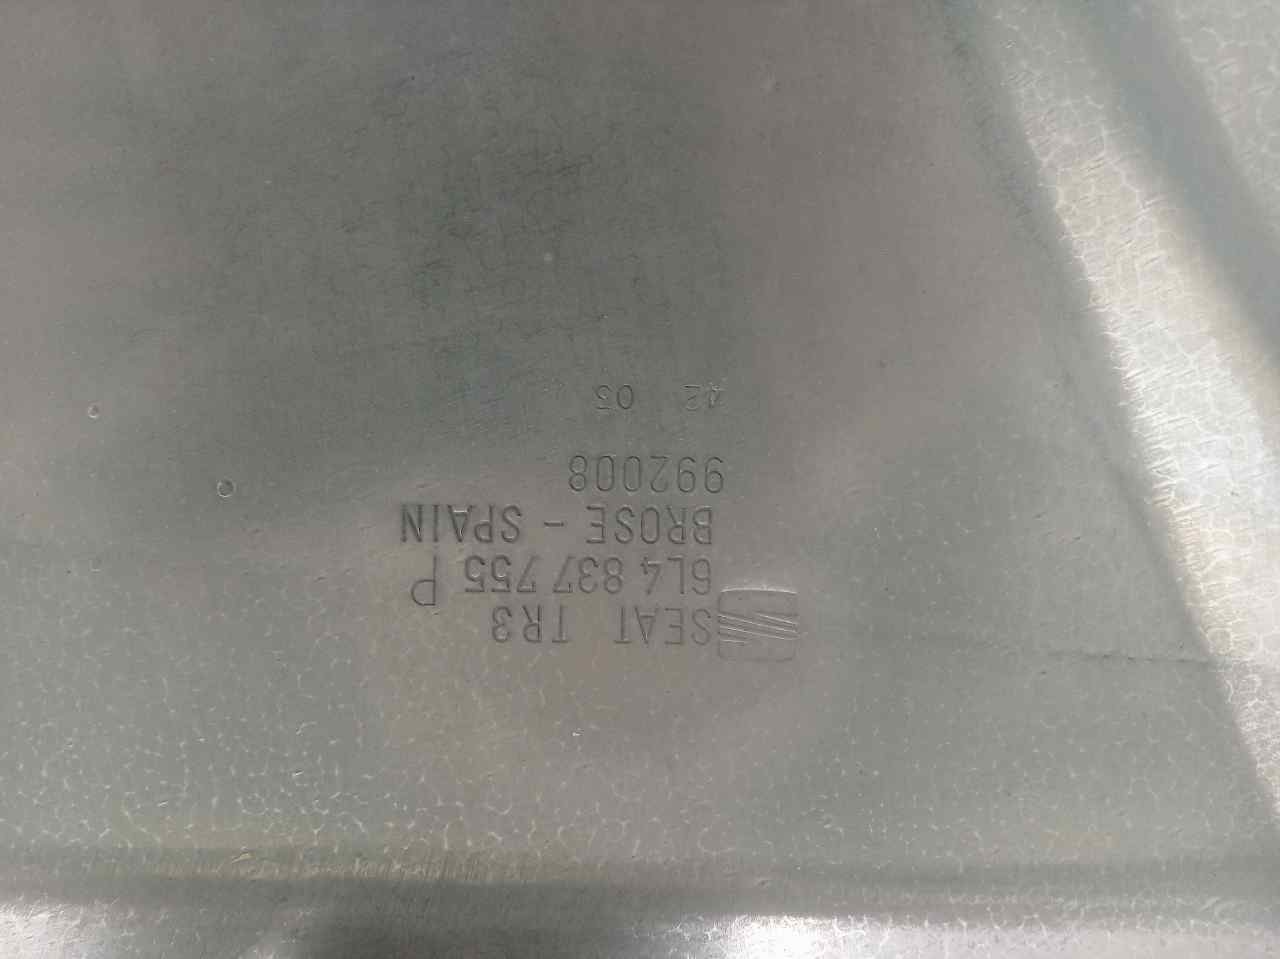 SEAT TR3
6L4 837 755 P
BROSE - SPAIN
992008
42 05